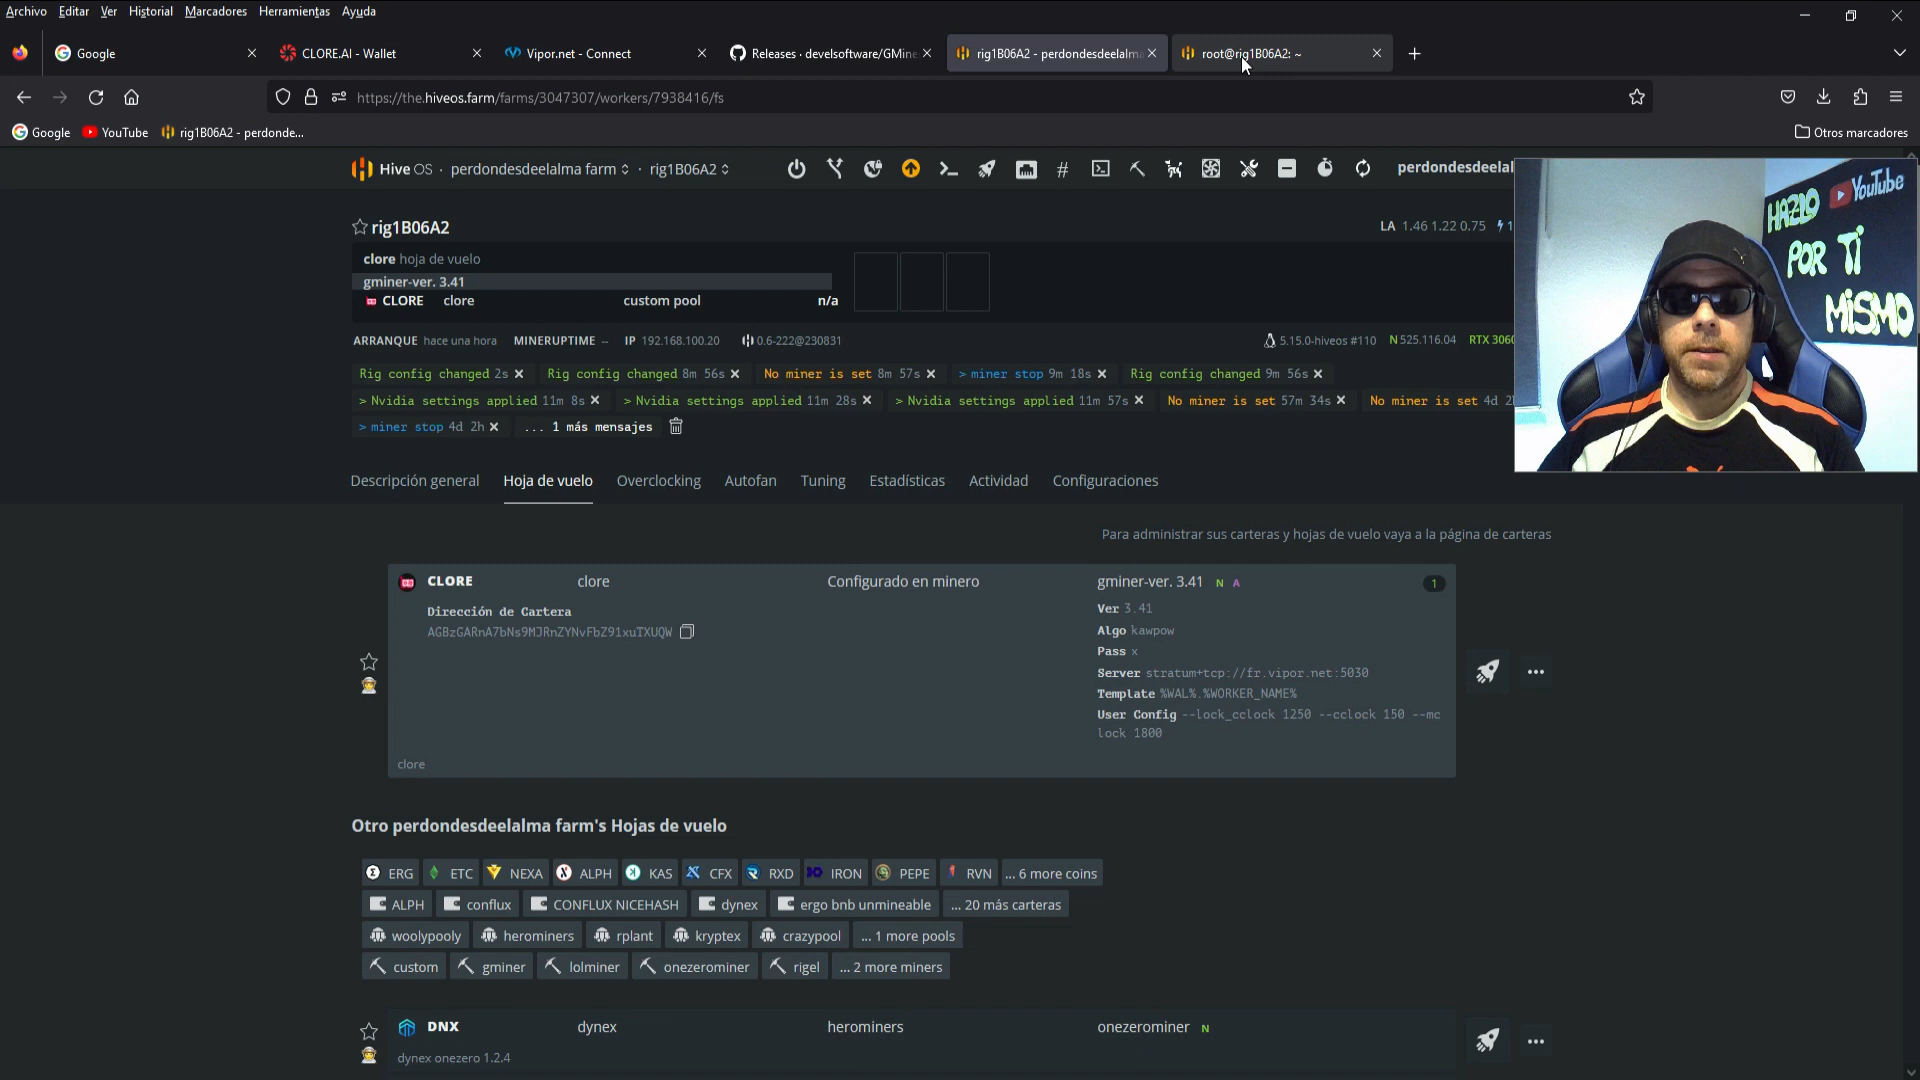 Archivo Editar Ver Historial Marcadores Herramientas Ayuda
Google
CLORE.AI - Wallet
Vipor.net - Connect
Releases · develsoftware/GMine
rig1B06A2 - perdondesdeelalma
root@rig1B06A2: ~
https://the.hiveos.farm/farms/3047307/workers/7938416/fs
Google
YouTube
rig1B06A2 - perdonde...
Otros marcadores
Hive OS · perdondesdeelalma farm · rig1B06A2
perdondesdeelal
rig1B06A2
LA 1.46 1.22 0.75
clore hoja de vuelo
gminer-ver. 3.41
CLORE clore custom pool n/a
ARRANQUE hace una hora MINERUPTIME -- IP 192.168.100.20 0.6-222@230831
5.15.0-hiveos #110 N 525.116.04 RTX 3060
Rig config changed 2s Rig config changed 8m 56s No miner is set 8m 57s > miner stop 9m 18s Rig config changed 9m 56s
> Nvidia settings applied 11m 8s > Nvidia settings applied 11m 28s > Nvidia settings applied 11m 57s No miner is set 57m 34s No miner is set 4d 2h
> miner stop 4d 2h ... 1 más mensajes
Descripción general Hoja de vuelo Overclocking Autofan Tuning Estadísticas Actividad Configuraciones
Para administrar sus carteras y hojas de vuelo vaya a la página de carteras
CLORE clore Configurado en minero gminer-ver. 3.41 N A 1
Dirección de Cartera
AGBzGARnA7bNs9MJRnZYNvFbZ91xuTXUQW
Ver 3.41
Algo kawpow
Pass x
Server stratum+tcp://fr.vipor.net:5030
Template %WAL%.%WORKER_NAME%
User Config --lock_cclock 1250 --cclock 150 --mc
lock 1800
clore
Otro perdondesdeelalma farm's Hojas de vuelo
ERG ETC NEXA ALPH KAS CFX RXD IRON PEPE RVN ... 6 more coins
ALPH conflux CONFLUX NICEHASH dynex ergo bnb unmineable ... 20 más carteras
woolypooly herominers rplant kryptex crazypool ... 1 more pools
custom gminer lolminer onezerominer rigel ... 2 more miners
DNX dynex herominers onezerominer N
dynex onezero 1.2.4
YouTube
HAZLO
POR TÍ
MiSMO